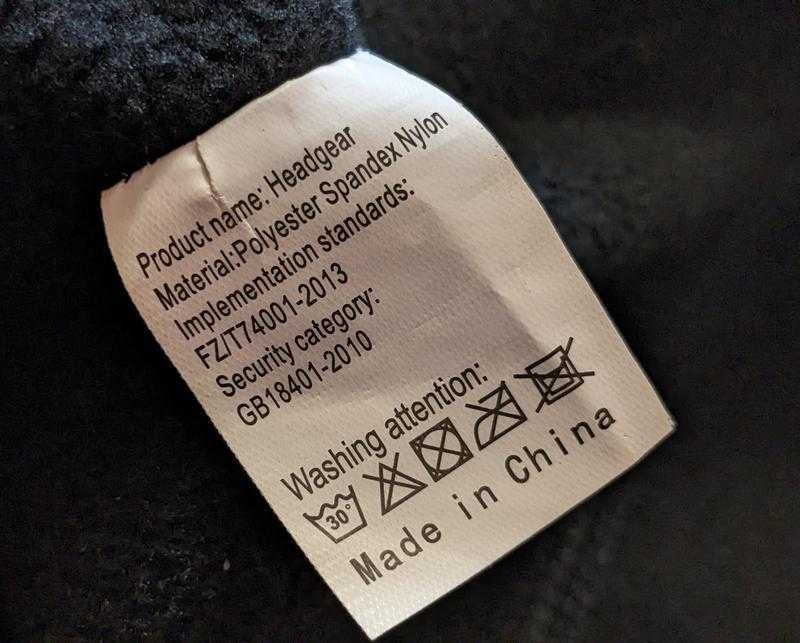 Product name: Headgear
Material:Polyester Spandex Nylon
Implementation standards:
FZ/T74001-2013
Security category:
GB18401-2010
Washing attention:
30°
Made in China